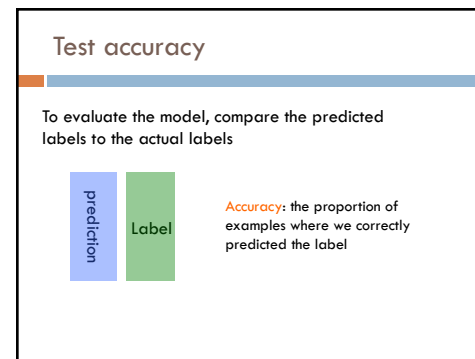 Test accuracy
To evaluate the model, compare the predicted
labels to the actual labels
prediction
Label
Accuracy: the proportion of
examples where we correctly
predicted the label